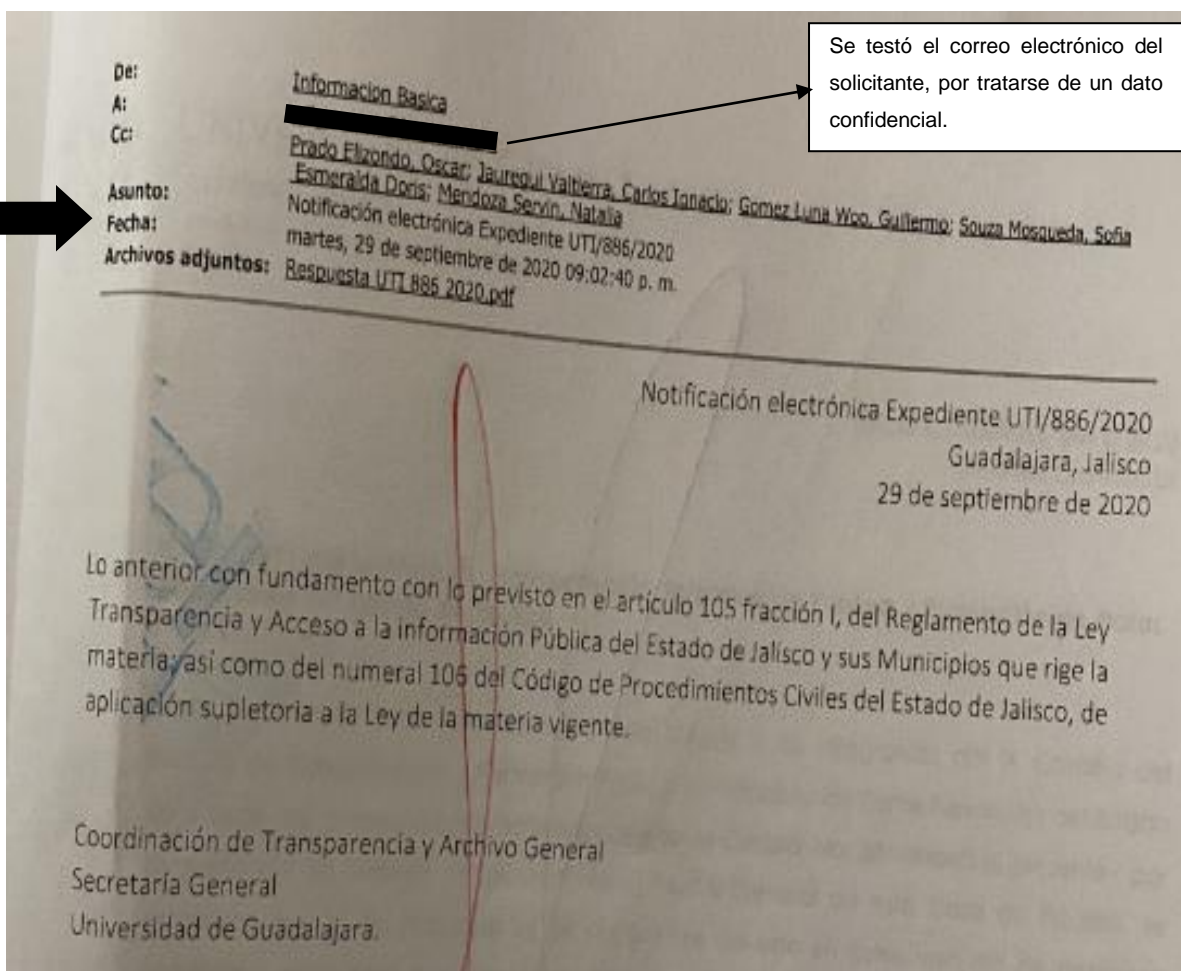 Se testó el correo electrónico del
solicitante, por tratarse de un dato
confidencial.
De: Informacion Basica
A:
Cc: Prado Elizondo, Oscar; Jauregui Valtierra, Carlos Ignacio; Gomez Luna Woo, Guillermo; Souza Mosqueda, Sofia
Esmeralda Doris; Mendoza Servin, Natalia
Asunto: Notificación electrónica Expediente UTI/886/2020
Fecha: martes, 29 de septiembre de 2020 09:02:40 p. m.
Archivos adjuntos: Respuesta UTI 886 2020.pdf
Notificación electrónica Expediente UTI/886/2020
Guadalajara, Jalisco
29 de septiembre de 2020
Lo anterior con fundamento con lo previsto en el artículo 105 fracción I, del Reglamento de la Ley
Transparencia y Acceso a la información Pública del Estado de Jalisco y sus Municipios que rige la
materia; así como del numeral 106 del Código de Procedimientos Civiles del Estado de Jalisco, de
aplicación supletoria a la Ley de la materia vigente.
Coordinación de Transparencia y Archivo General
Secretaría General
Universidad de Guadalajara.